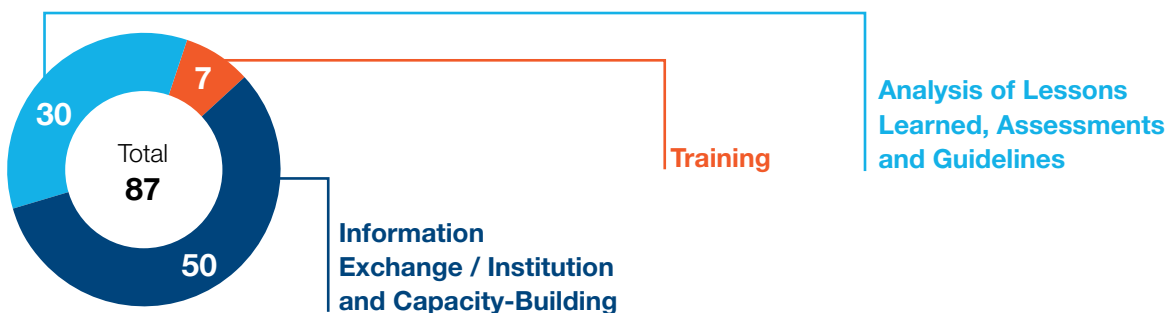 30
7
Total
87
50
Analysis of Lessons
Learned, Assessments
and Guidelines
Training
Information
Exchange / Institution
and Capacity-Building